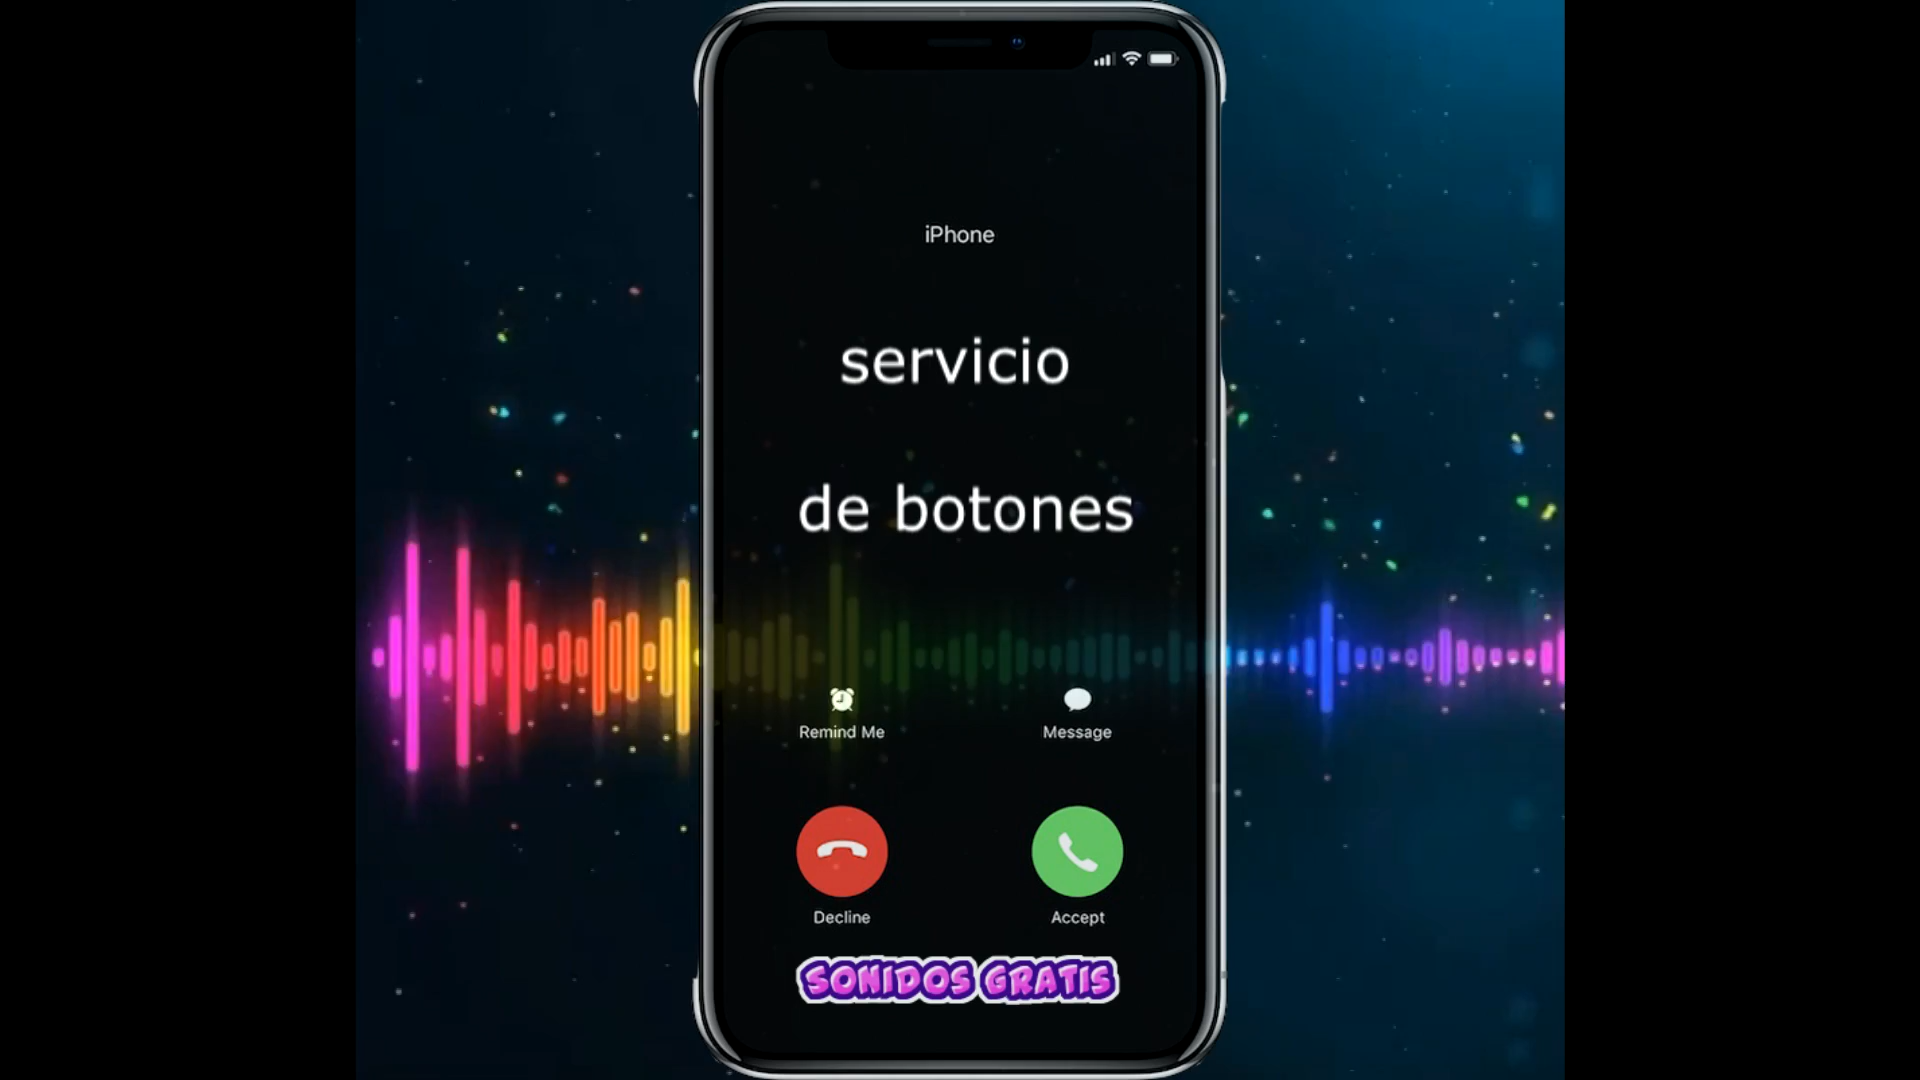 iPhone
servicio
de botones
Remind Me Message
Decline Accept
SONIDOS GRATIS